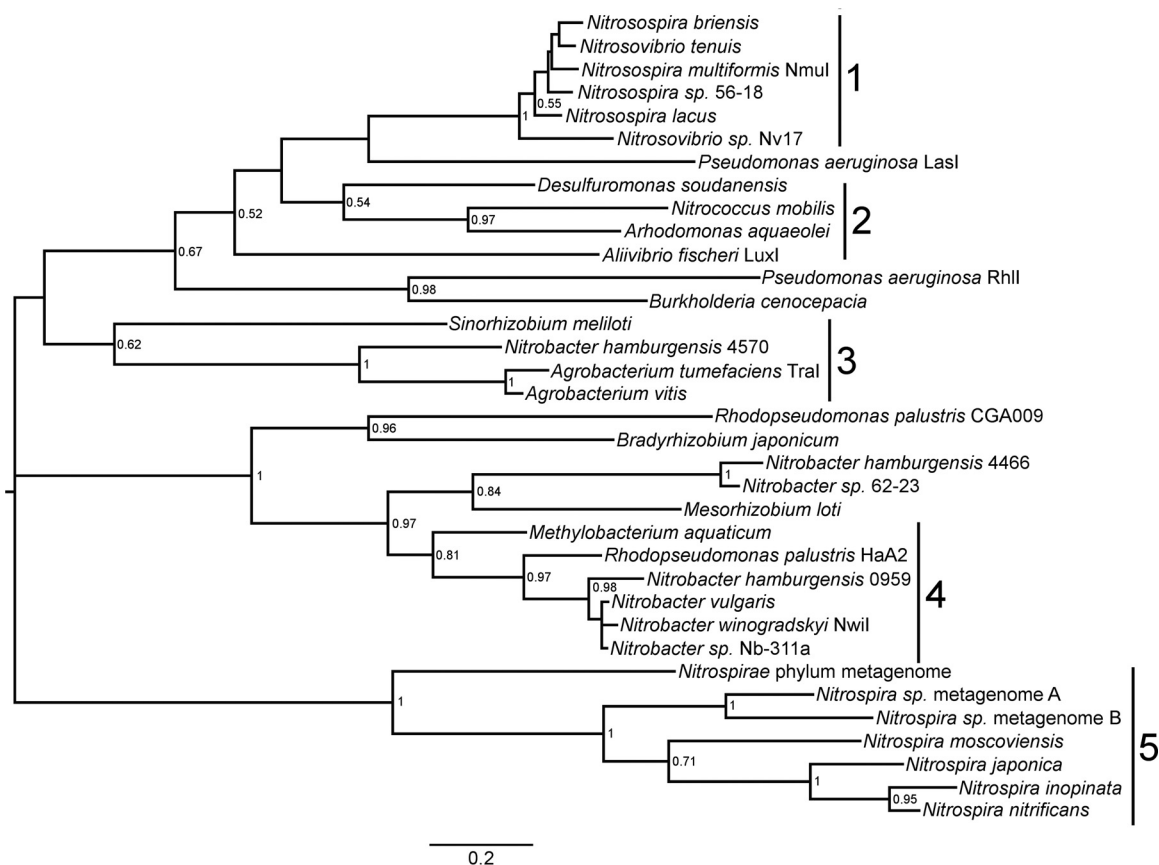 Nitrosospira briensis
Nitrosovibrio tenuis
Nitrosospira multiformis NmuI
1
Nitrosospira sp. 56-18
0.55
1
Nitrosospira lacus
Nitrosovibrio sp. Nv17
Pseudomonas aeruginosa LasI
Desulfuromonas soudanensis
0.54
Nitrococcus mobilis
0.52
0.97
2
Arhodomonas aquaeolei
0.67
Aliivibrio fischeri LuxI
Pseudomonas aeruginosa RhlI
0.98
Burkholderia cenocepacia
Sinorhizobium meliloti
0.62
Nitrobacter hamburgensis 4570
3
1
Agrobacterium tumefaciens TraI
1
Agrobacterium vitis
Rhodopseudomonas palustris CGA009
0.96
Bradyrhizobium japonicum
Nitrobacter hamburgensis 4466
1
1
Nitrobacter sp. 62-23
0.84
Mesorhizobium loti
0.97
Methylobacterium aquaticum
0.81
Rhodopseudomonas palustris HaA2
0.97
Nitrobacter hamburgensis 0959
0.98
4
Nitrobacter vulgaris
Nitrobacter winogradskyi NwiI
Nitrobacter sp. Nb-311a
Nitrospirae phylum metagenome
1
Nitrospira sp. metagenome A
1
Nitrospira sp. metagenome B
1
Nitrospira moscoviensis
5
0.71
Nitrospira japonica
1
Nitrospira inopinata
0.95
Nitrospira nitrificans
0.2